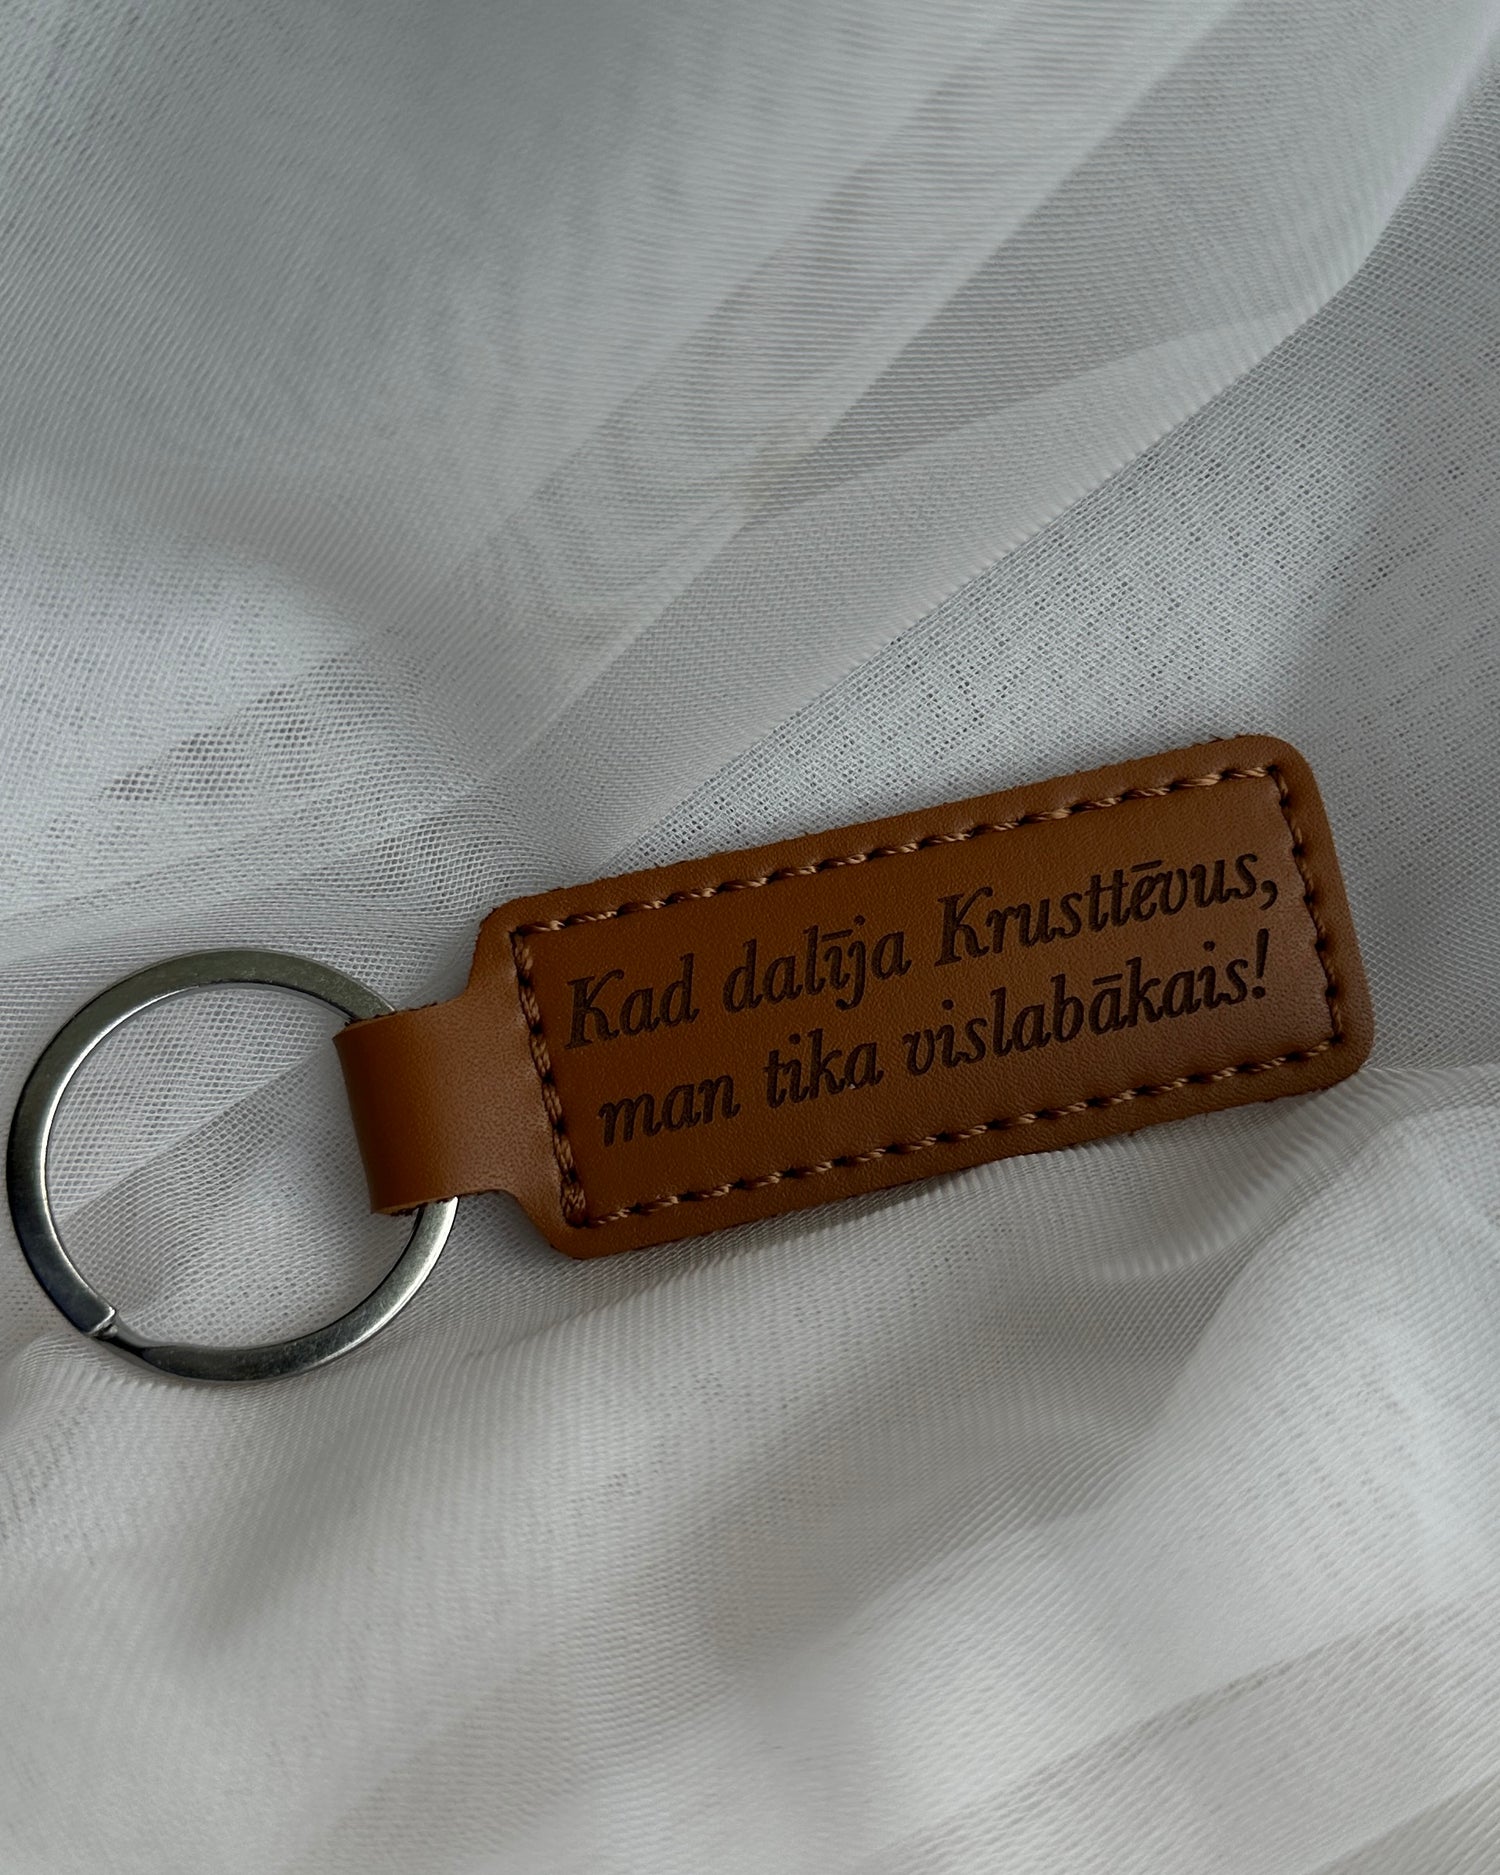 Kad dalīja Krusttēvus,
man tika vislabākais!